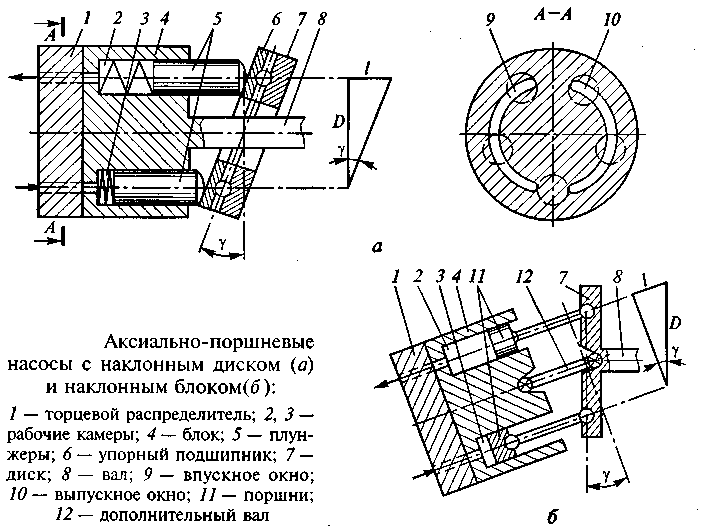 А 1 2 3 4 5 6 7 8
l
D
γ
γ
А
А–А
9 10
а
1 2 3 4 11 12 7 8
l
D
γ
γ
б
Аксиально-поршневые
насосы с наклонным диском (а)
и наклонным блоком(б):
1 — торцевой распределитель; 2, 3 —
рабочие камеры; 4 — блок; 5 — плун-
жеры; 6 — упорный подшипник; 7 —
диск; 8 — вал; 9 — впускное окно;
10 — выпускное окно; 11 — поршни;
12 — дополнительный вал